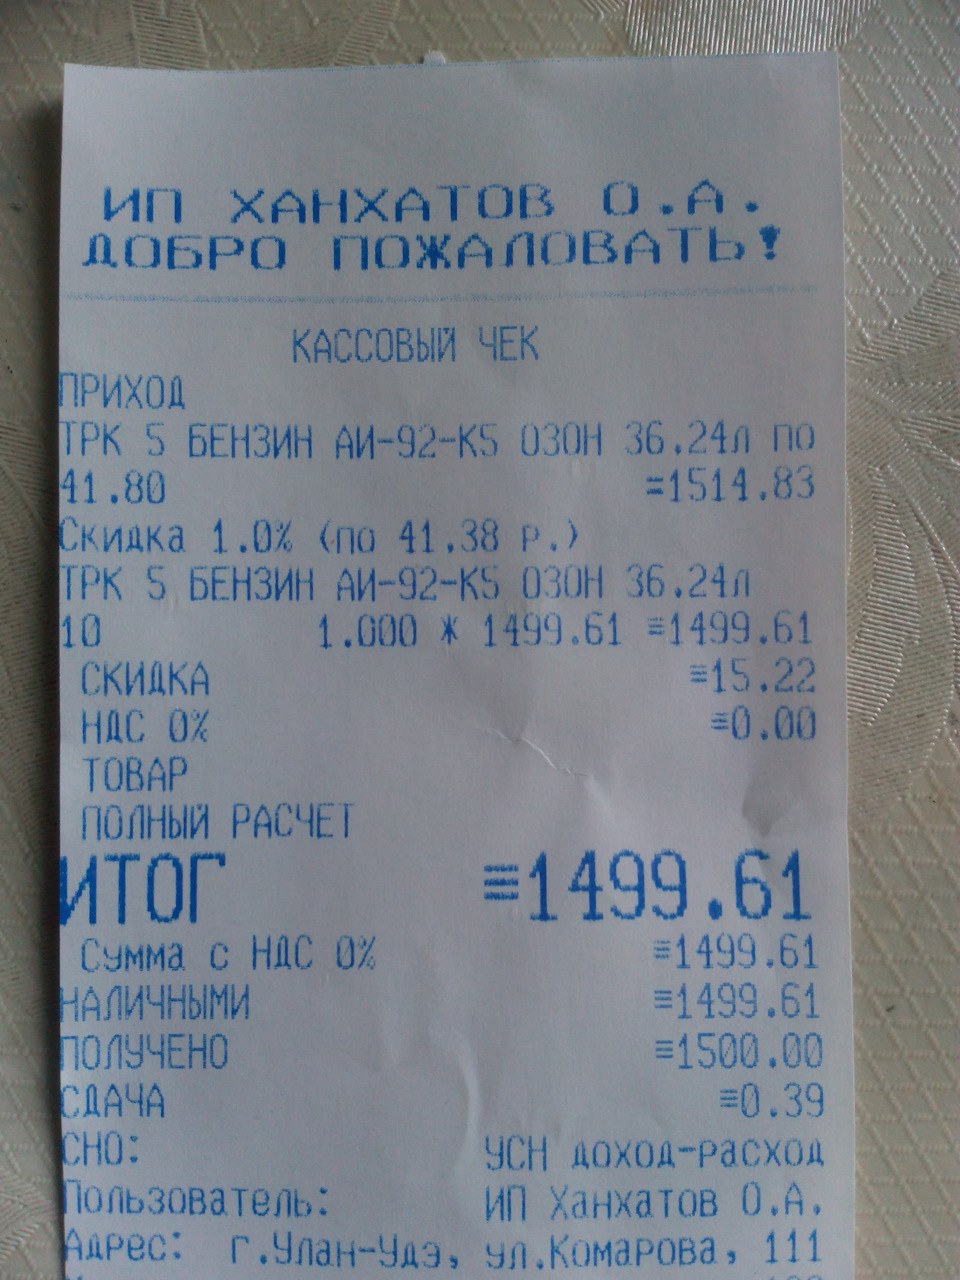 ИП ХАНХАТОВ О.А.
ДОБРО ПОЖАЛОВАТЬ!
КАССОВЫЙ ЧЕК
ПРИХОД
ТРК 5 БЕНЗИН АИ-92-К5 ОЗОН 36.24л ПО
41.80 =1514.83
Скидка 1.0% (по 41.38 Р.)
ТРК 5 БЕНЗИН АИ-92-К5 ОЗОН 36.24л
10 1.000 * 1499.61 ≡1499.61
СКИДКА ≡15.22
НДС 0% ≡0.00
ТОВАР
ПОЛНЫЙ РАСЧЕТ
ИТОГ ≡1499.61
Сумма с НДС 0% ≡1499.61
НАЛИЧНЫМИ ≡1499.61
ПОЛУЧЕНО ≡1500.00
СДАЧА ≡0.39
СНО: УСН доход-расход
Пользователь: ИП Ханхатов О.А.
Адрес: г.Улан-Удэ, ул.Комарова, 111